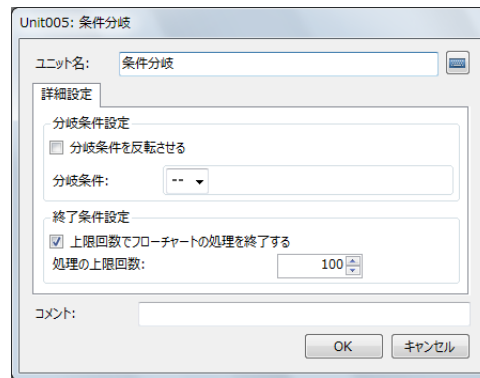 Unit005: 条件分岐
ユニット名: 条件分岐
詳細設定
分岐条件設定
分岐条件を反転させる
分岐条件: --
終了条件設定
上限回数でフローチャートの処理を終了する
処理の上限回数: 100
コメント:
OK キャンセル